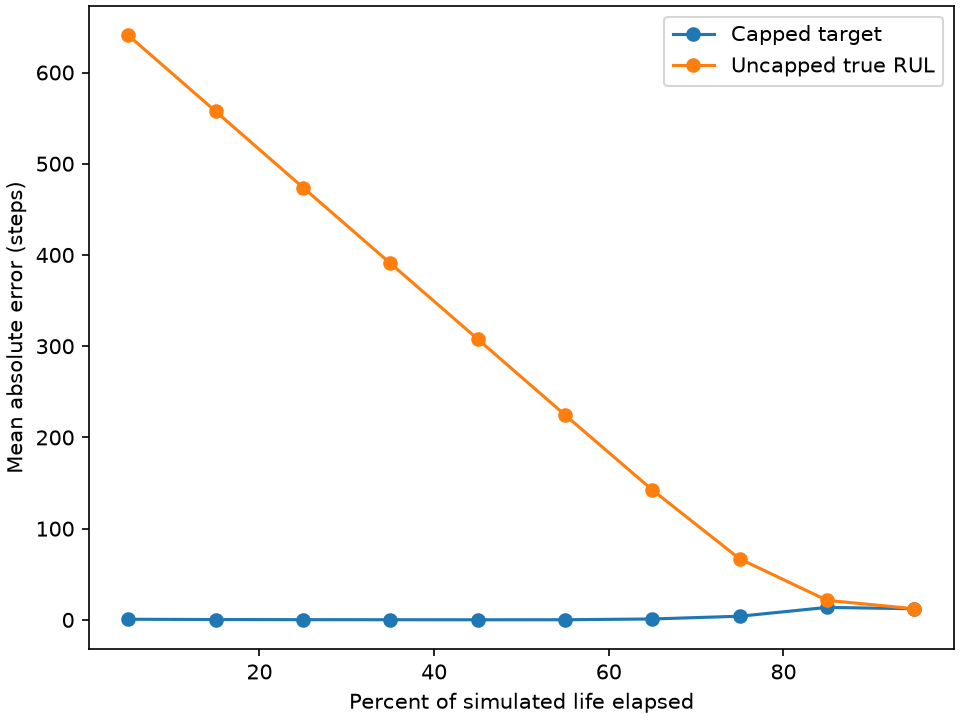 Capped target
Uncapped true RUL
600
500
400
300
200
100
0
Mean absolute error (steps)
20
40
60
80
Percent of simulated life elapsed